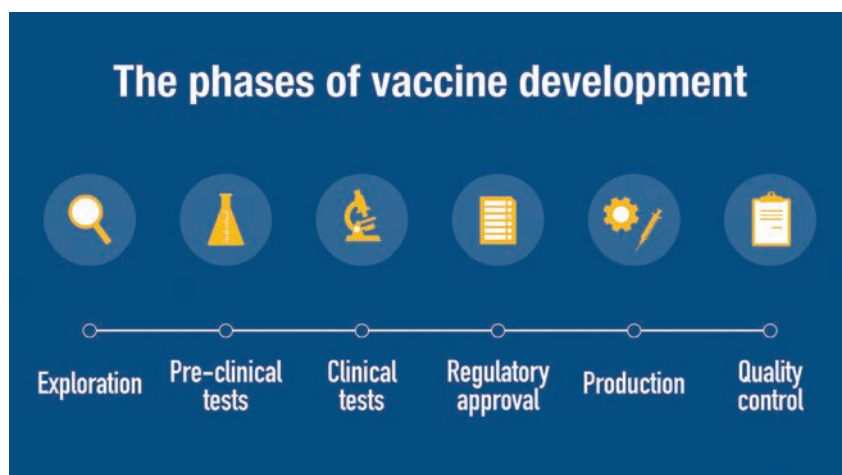 The phases of vaccine development
Exploration
Pre-clinical
tests
Clinical
tests
Regulatory
approval
Production
Quality
control